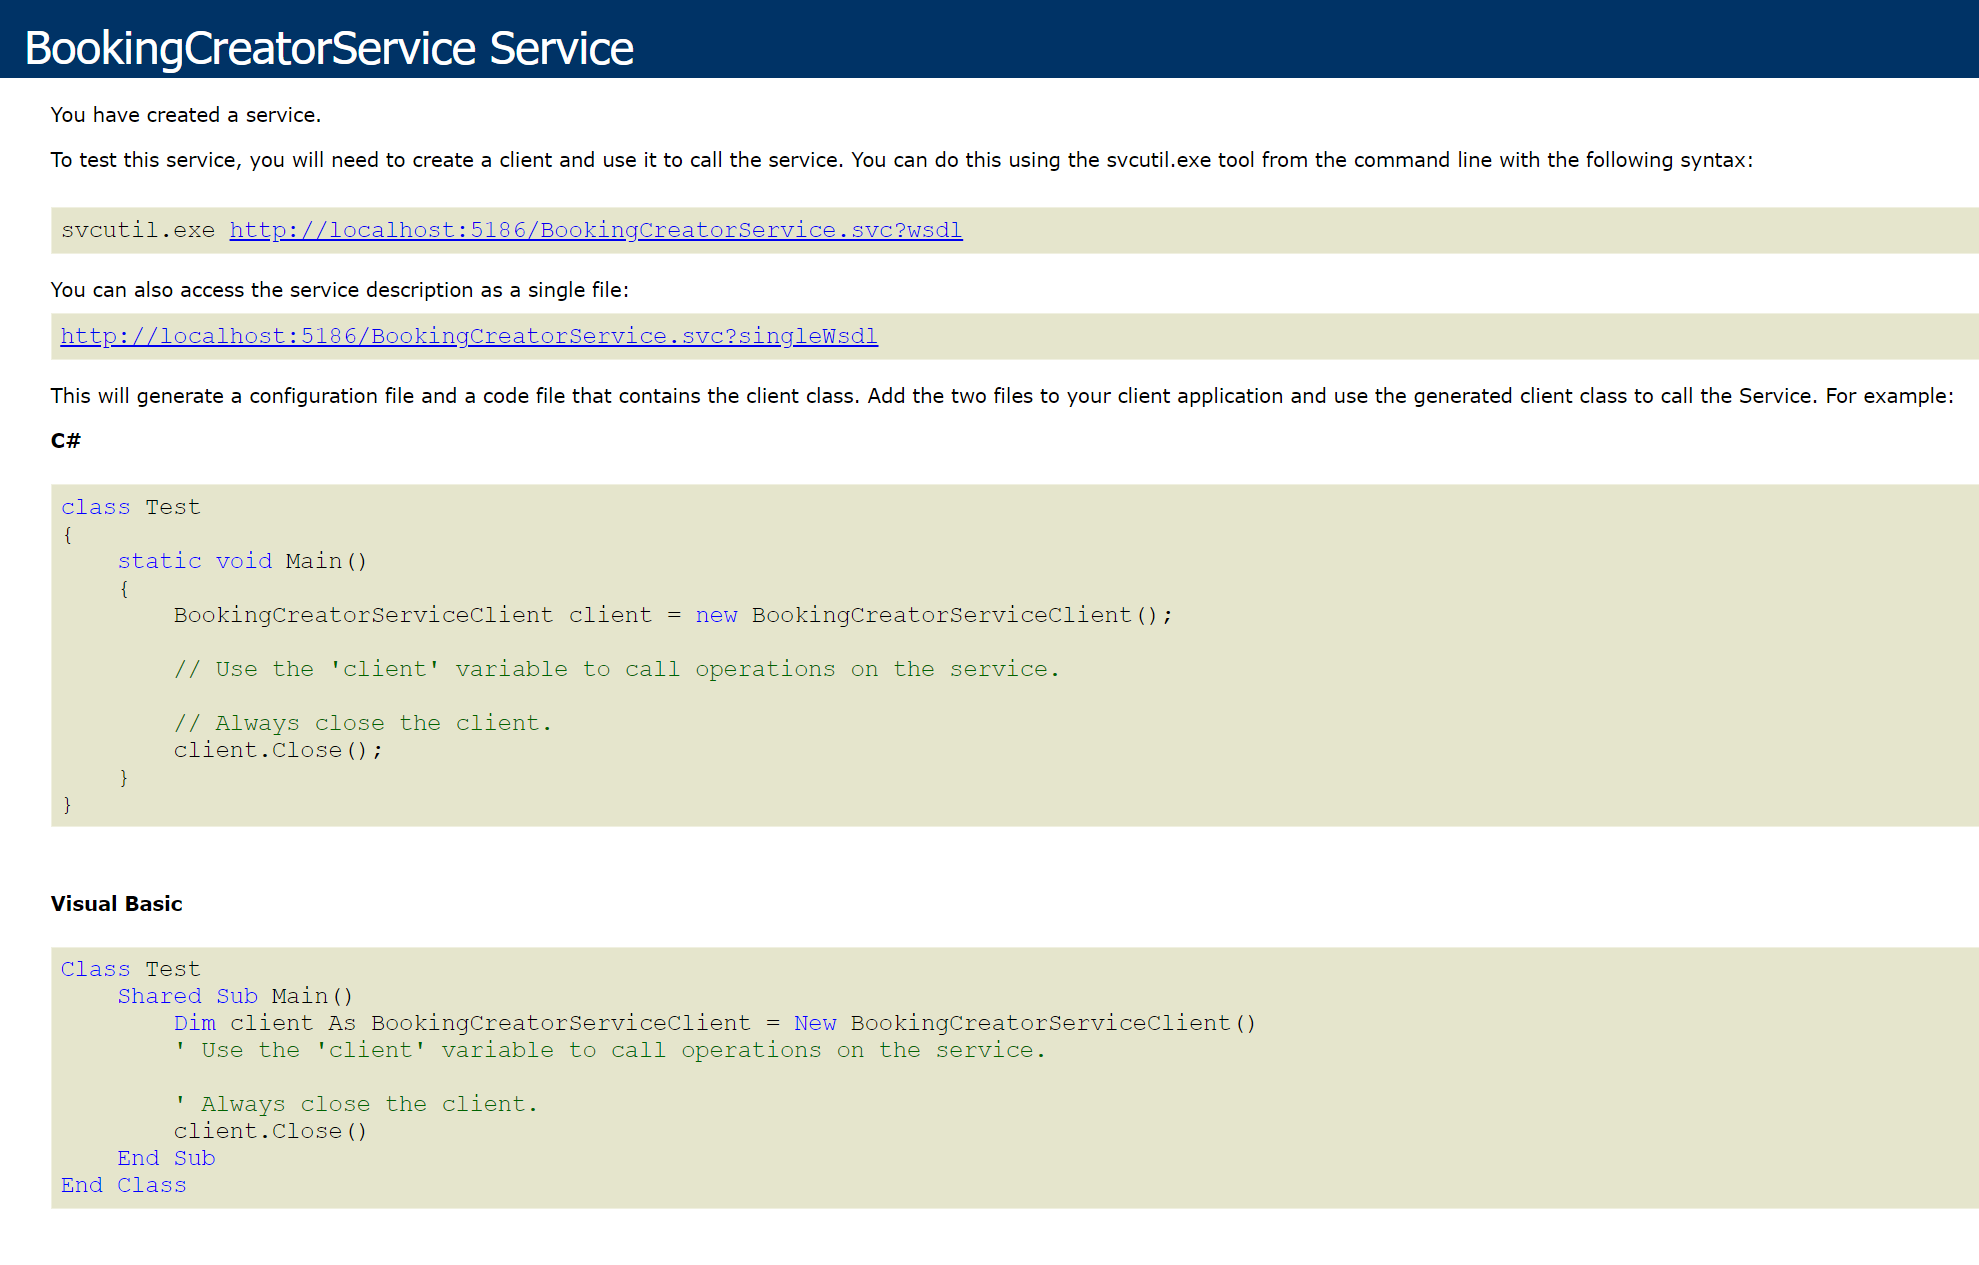 BookingCreatorService Service
You have created a service.
To test this service, you will need to create a client and use it to call the service. You can do this using the svcutil.exe tool from the command line with the following syntax:
svcutil.exe http://localhost:5186/BookingCreatorService.svc?wsdl
You can also access the service description as a single file:
http://localhost:5186/BookingCreatorService.svc?singleWsdl
This will generate a configuration file and a code file that contains the client class. Add the two files to your client application and use the generated client class to call the Service. For example:
C#
class Test
{
    static void Main()
    {
        BookingCreatorServiceClient client = new BookingCreatorServiceClient();
        // Use the 'client' variable to call operations on the service.
        // Always close the client.
        client.Close();
    }
}
Visual Basic
Class Test
    Shared Sub Main()
        Dim client As BookingCreatorServiceClient = New BookingCreatorServiceClient()
        ' Use the 'client' variable to call operations on the service.
        ' Always close the client.
        client.Close()
    End Sub
End Class